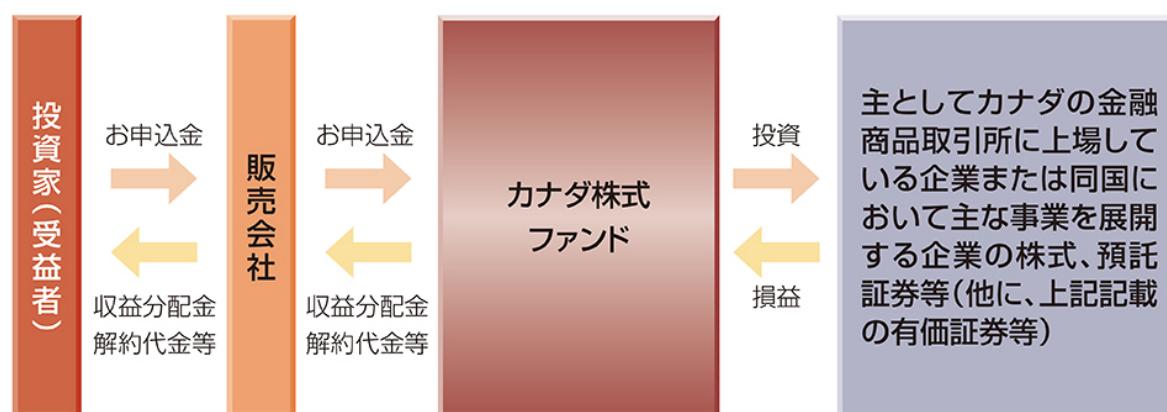 投資家(受益者)
お申込金
収益分配金
解約代金等
販売会社
お申込金
収益分配金
解約代金等
カナダ株式
ファンド
投資
損益
主としてカナダの金融
商品取引所に上場して
いる企業または同国に
おいて主な事業を展開
する企業の株式、預託
証券等(他に、上記記載
の有価証券等)